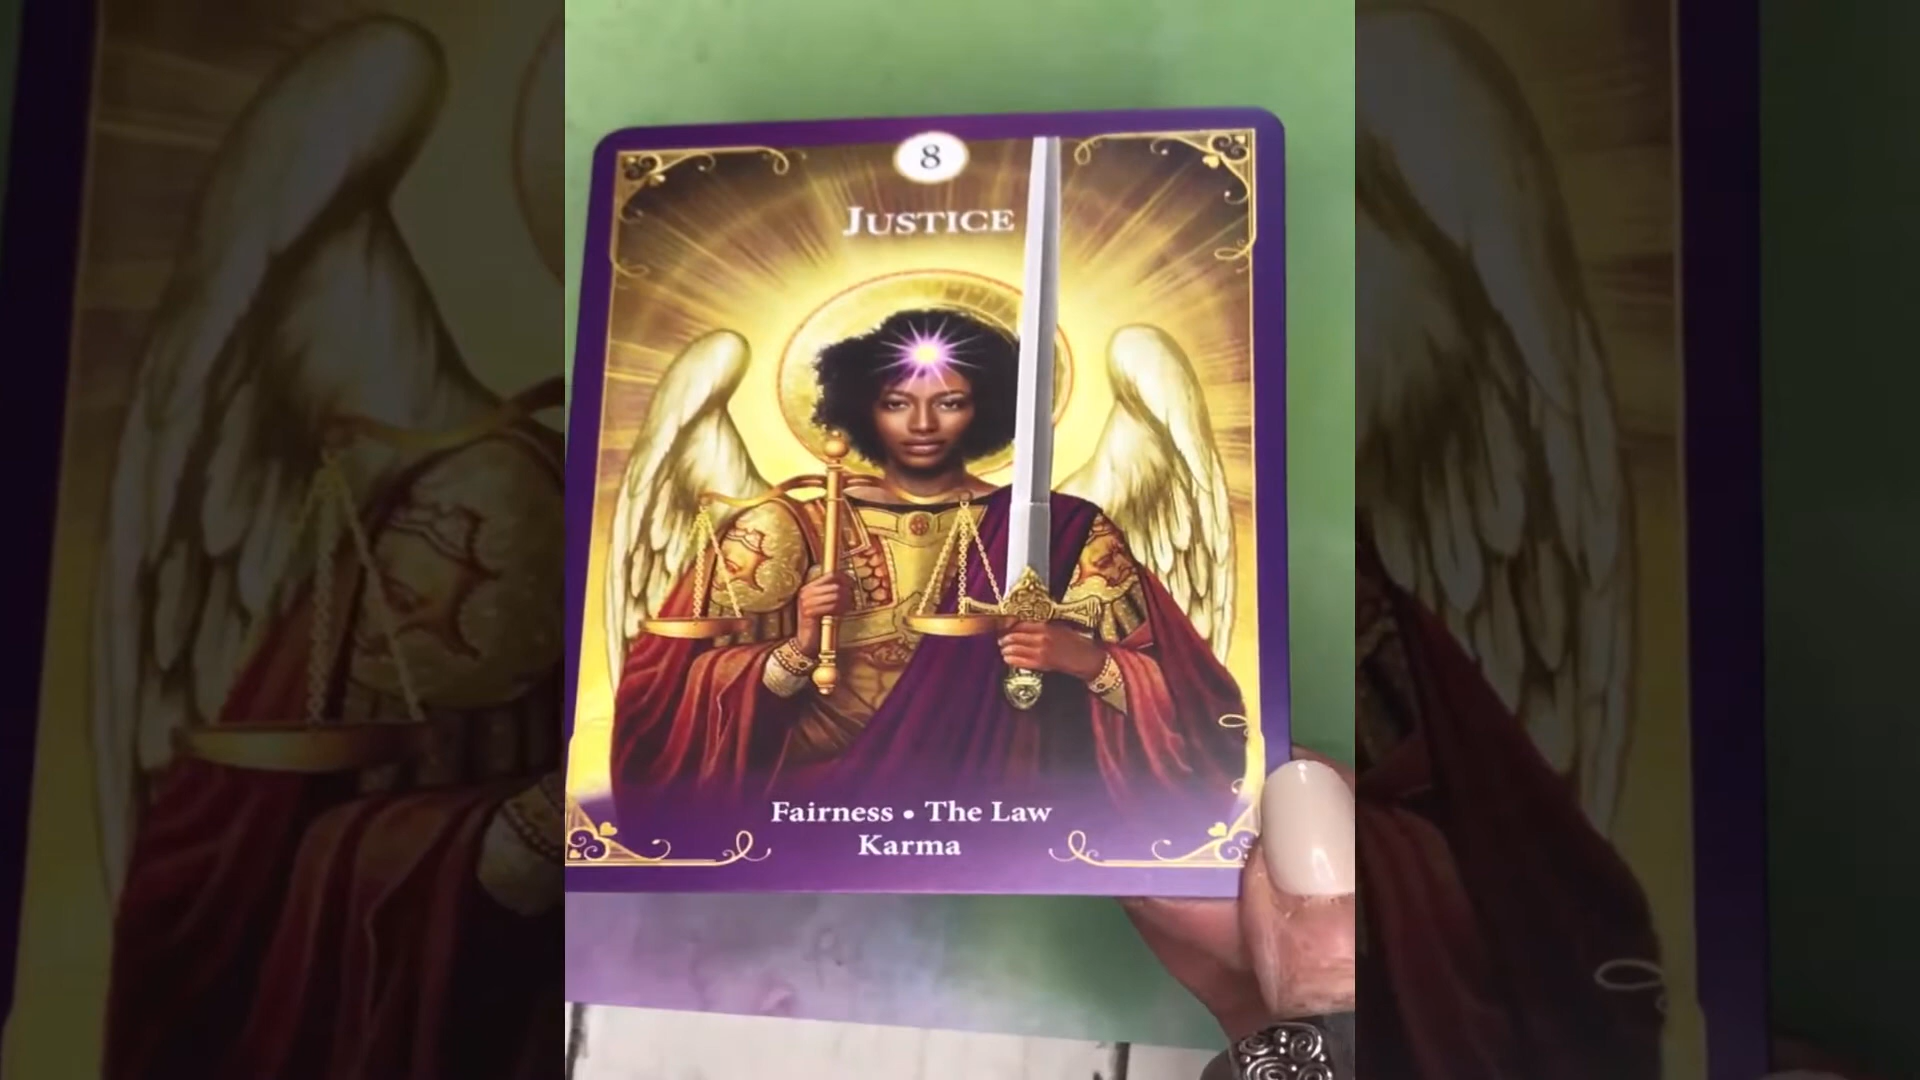 8
JUSTICE
Fairness • The Law
Karma